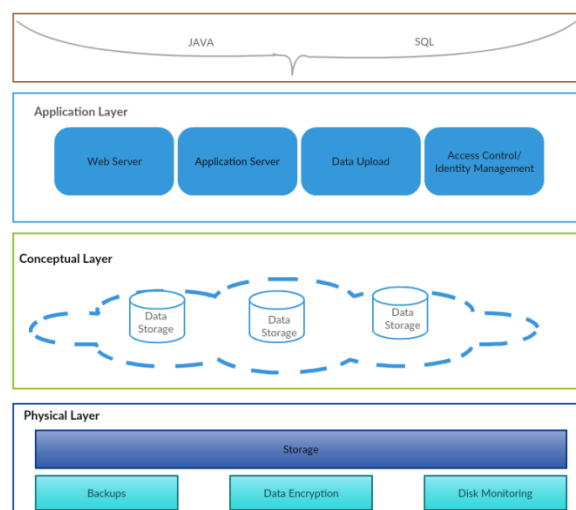 JAVA
SQL
Application Layer
Web Server
Application Server
Data Upload
Access Control/
Identity Management
Conceptual Layer
Data
Storage
Data
Storage
Data
Storage
Physical Layer
Storage
Backups
Data Encryption
Disk Monitoring